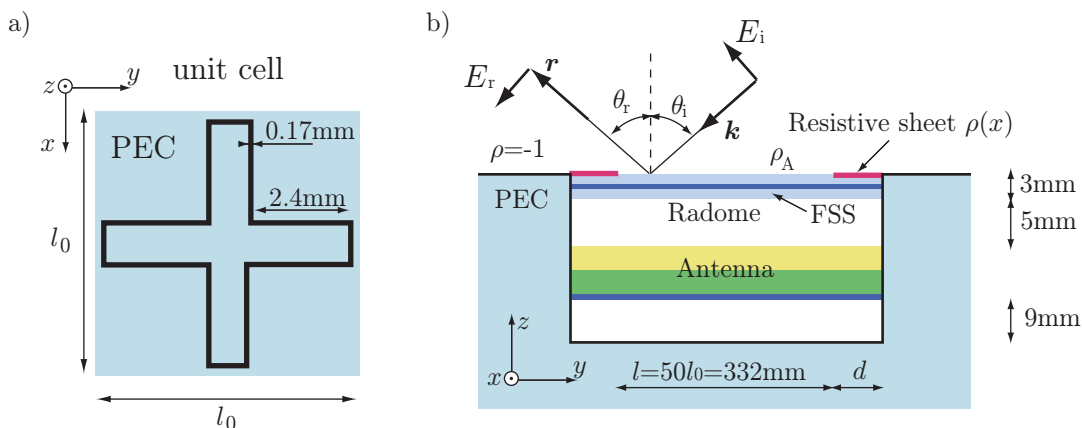 a)
unit cell
z
y
x
PEC
0.17mm
2.4mm
l₀
l₀
b)
Eᵢ
Eᵣ
r
θᵣ
θᵢ
k
Resistive sheet ρ(x)
ρ=-1
ρ_A
PEC
3mm
Radome
FSS
5mm
Antenna
9mm
z
x
y
l=50l₀=332mm
d